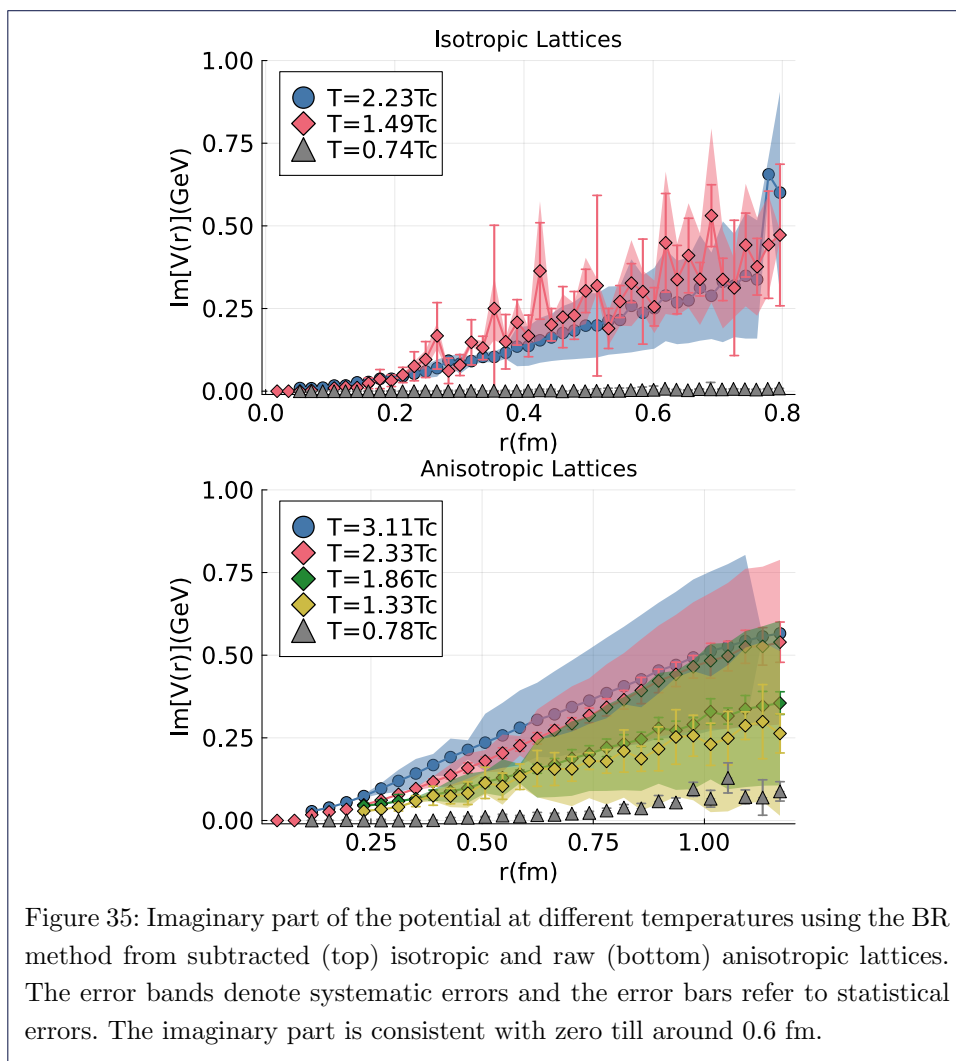 Isotropic Lattices
1.00
0.75
0.50
0.25
0.00
Im[V(r)](GeV)
T=2.23Tc
T=1.49Tc
T=0.74Tc
0.0 0.2 0.4 0.6 0.8
r(fm)
Anisotropic Lattices
1.00
0.75
0.50
0.25
0.00
Im[V(r)](GeV)
T=3.11Tc
T=2.33Tc
T=1.86Tc
T=1.33Tc
T=0.78Tc
0.25 0.50 0.75 1.00
r(fm)
Figure 35: Imaginary part of the potential at different temperatures using the BR
method from subtracted (top) isotropic and raw (bottom) anisotropic lattices.
The error bands denote systematic errors and the error bars refer to statistical
errors. The imaginary part is consistent with zero till around 0.6 fm.